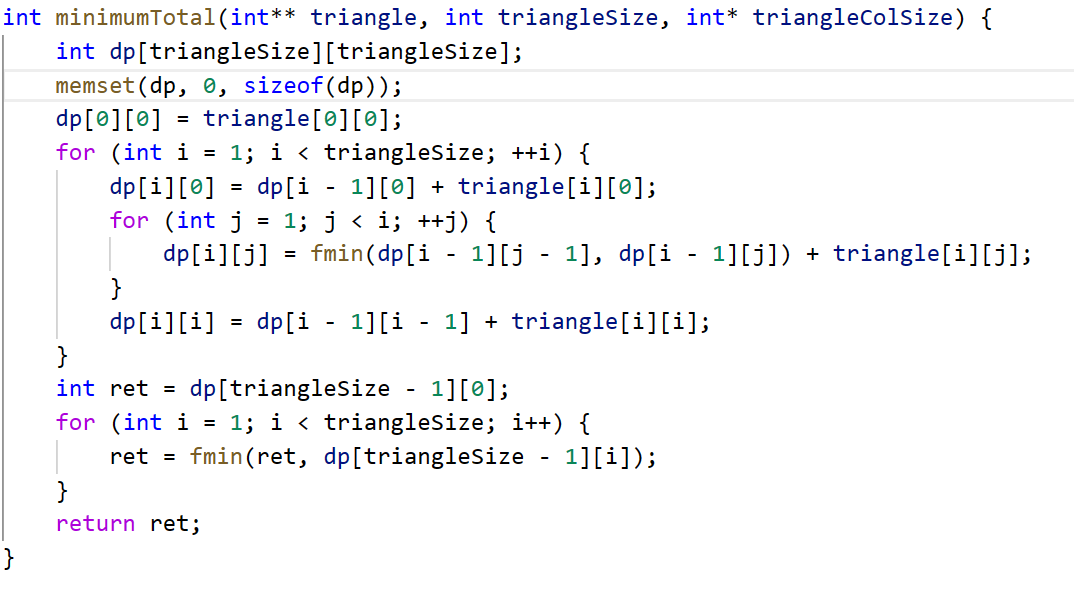 int minimumTotal(int** triangle, int triangleSize, int* triangleColSize) {
    int dp[triangleSize][triangleSize];
    memset(dp, 0, sizeof(dp));
    dp[0][0] = triangle[0][0];
    for (int i = 1; i < triangleSize; ++i) {
        dp[i][0] = dp[i - 1][0] + triangle[i][0];
        for (int j = 1; j < i; ++j) {
            dp[i][j] = fmin(dp[i - 1][j - 1], dp[i - 1][j]) + triangle[i][j];
        }
        dp[i][i] = dp[i - 1][i - 1] + triangle[i][i];
    }
    int ret = dp[triangleSize - 1][0];
    for (int i = 1; i < triangleSize; i++) {
        ret = fmin(ret, dp[triangleSize - 1][i]);
    }
    return ret;
}